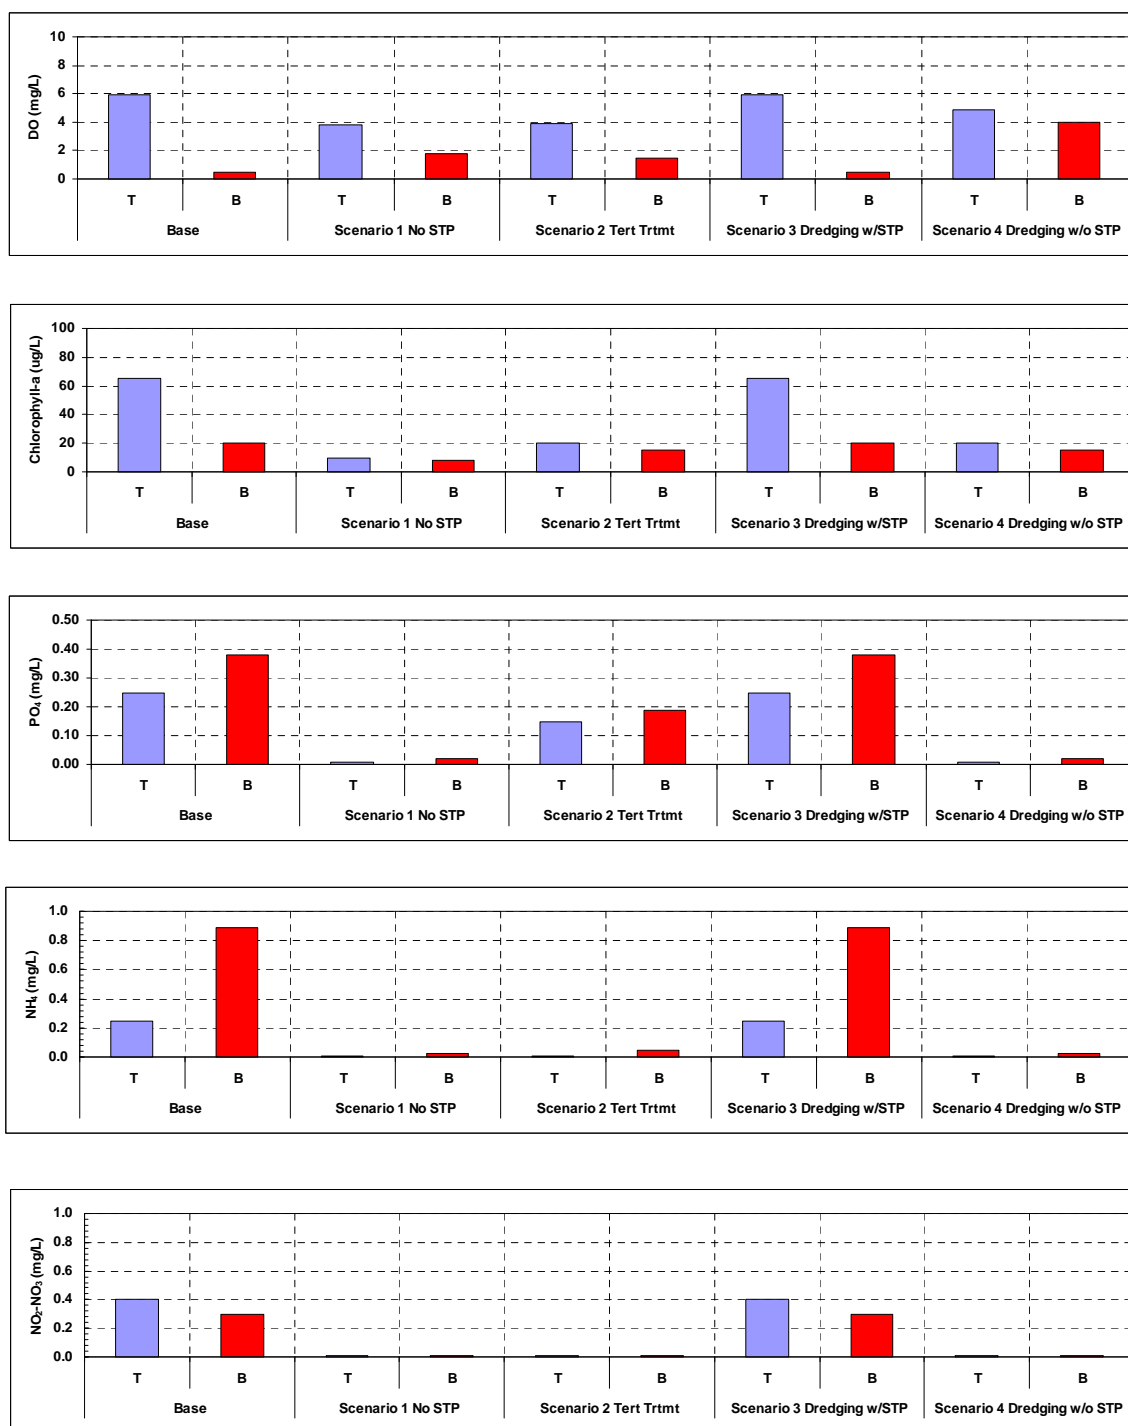 10
8
6
4
2
0
DO (mg/L)
T B T B T B T B T B
Base Scenario 1 No STP Scenario 2 Tert Trtmt Scenario 3 Dredging w/STP Scenario 4 Dredging w/o STP
100
80
60
40
20
0
Chlorophyll-a (ug/L)
T B T B T B T B T B
Base Scenario 1 No STP Scenario 2 Tert Trtmt Scenario 3 Dredging w/STP Scenario 4 Dredging w/o STP
0.50
0.40
0.30
0.20
0.10
0.00
PO₄ (mg/L)
T B T B T B T B T B
Base Scenario 1 No STP Scenario 2 Tert Trtmt Scenario 3 Dredging w/STP Scenario 4 Dredging w/o STP
1.0
0.8
0.6
0.4
0.2
0.0
NH₄ (mg/L)
T B T B T B T B T B
Base Scenario 1 No STP Scenario 2 Tert Trtmt Scenario 3 Dredging w/STP Scenario 4 Dredging w/o STP
1.0
0.8
0.6
0.4
0.2
0.0
NO₂-NO₃ (mg/L)
T B T B T B T B T B
Base Scenario 1 No STP Scenario 2 Tert Trtmt Scenario 3 Dredging w/STP Scenario 4 Dredging w/o STP